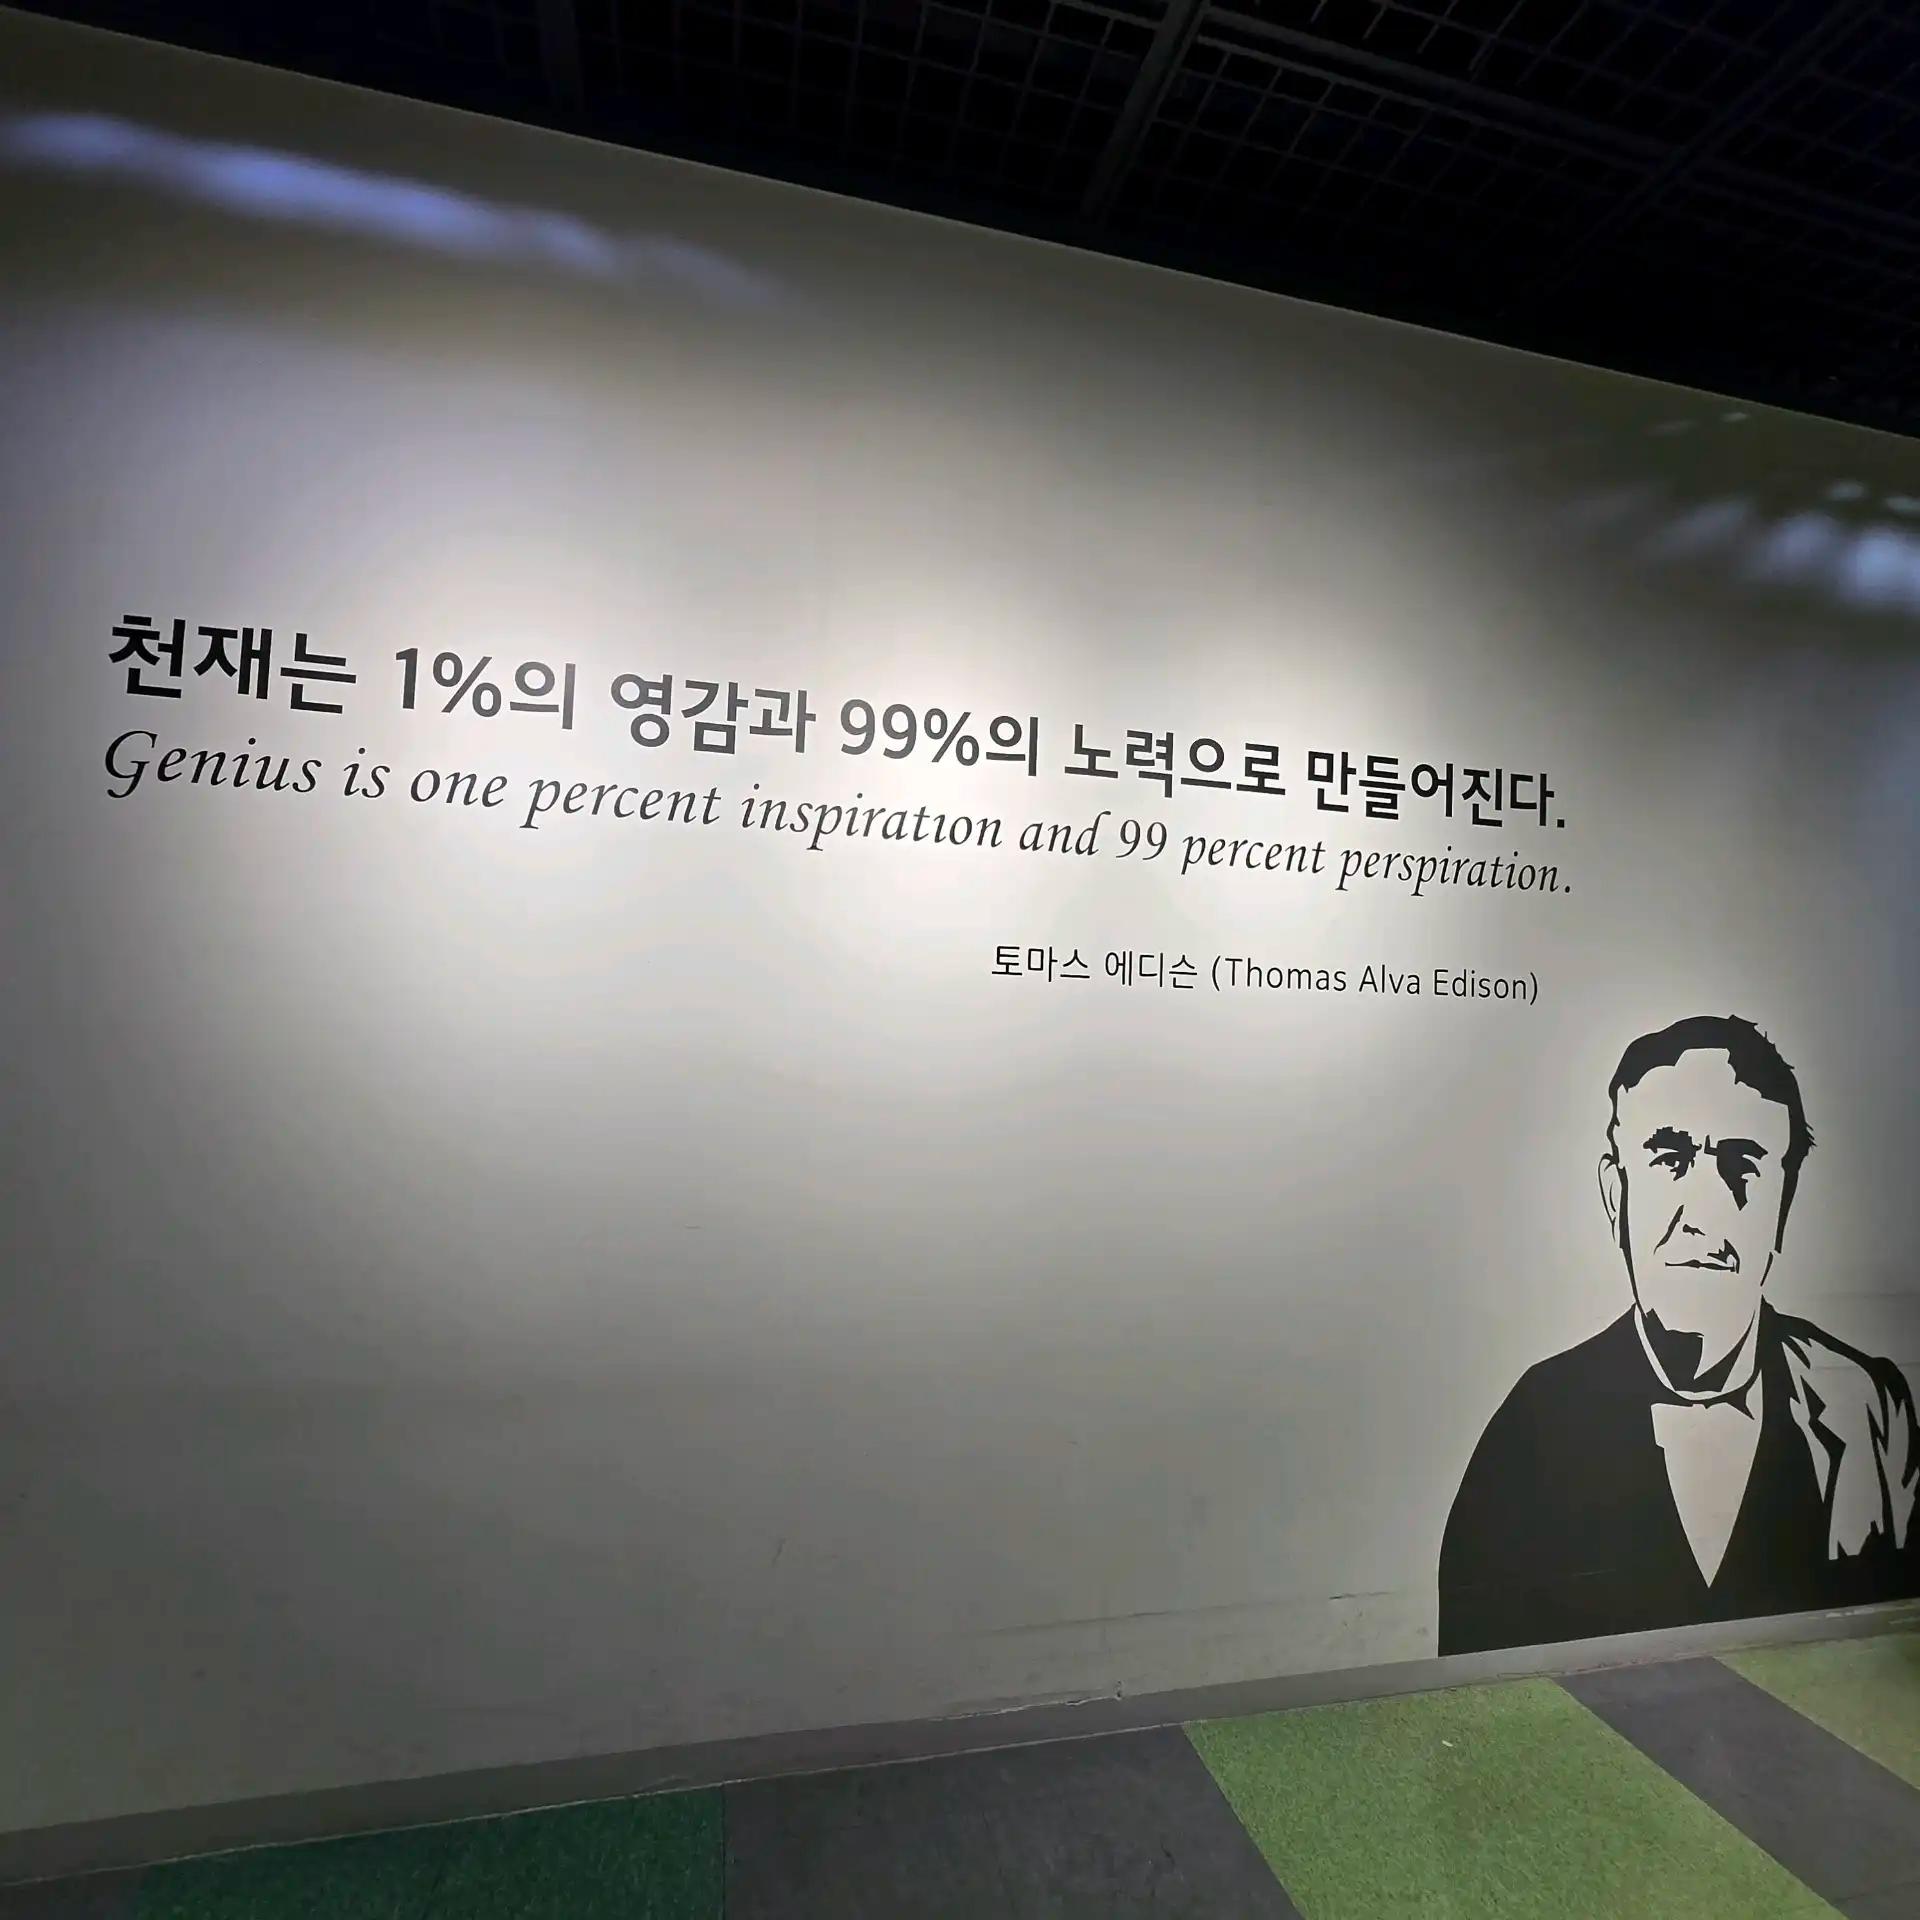 천재는 1%의 영감과 99%의 노력으로 만들어진다.
Genius is one percent inspiration and 99 percent perspiration.
토마스 에디슨 (Thomas Alva Edison)